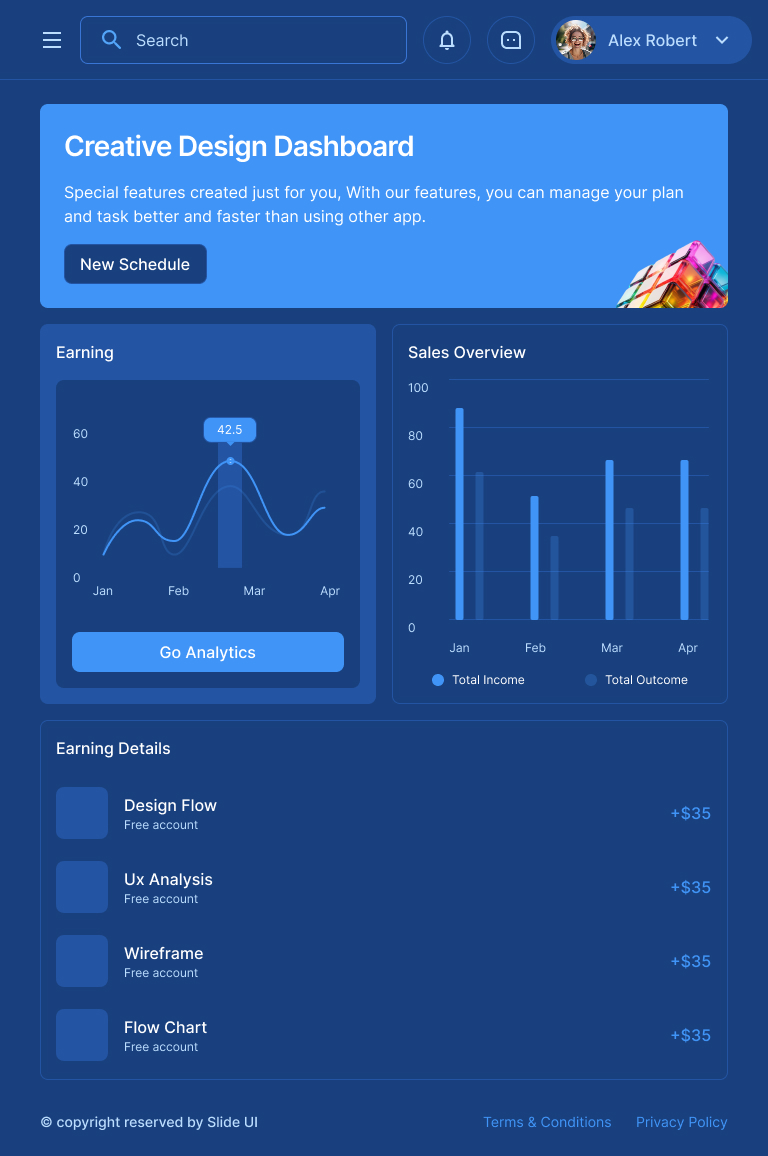 Search
Alex Robert
Creative Design Dashboard
Special features created just for you, With our features, you can manage your plan
and task better and faster than using other app.
New Schedule
Earning
42.5
60
40
20
0
Jan Feb Mar Apr
Go Analytics
Sales Overview
100
80
60
40
20
0
Jan Feb Mar Apr
Total Income Total Outcome
Earning Details
Design Flow
Free account
+$35
Ux Analysis
Free account
+$35
Wireframe
Free account
+$35
Flow Chart
Free account
+$35
© copyright reserved by Slide UI
Terms & Conditions Privacy Policy